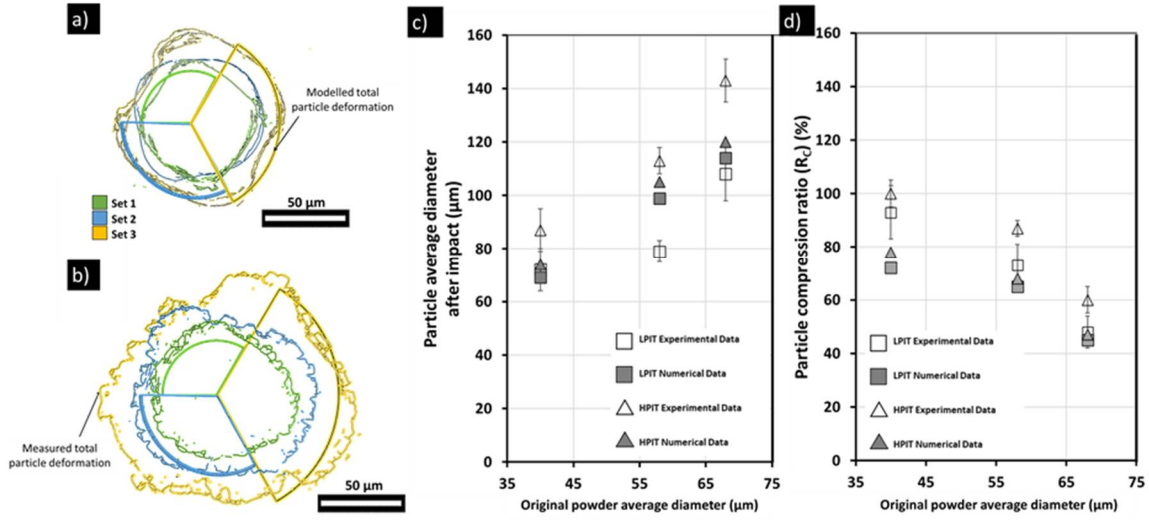 a)
Modelled total
particle deformation
Set 1
Set 2
Set 3
50 µm
b)
Measured total
particle deformation
50 µm
c)
160
140
120
100
80
60
40
20
0
35
45
55
65
75
Particle average diameter
after impact (µm)
Original powder average diameter (µm)
LPIT Experimental Data
LPIT Numerical Data
HPIT Experimental Data
HPIT Numerical Data
d)
160
140
120
100
80
60
40
20
0
35
45
55
65
75
Particle compression ratio (RC) (%)
Original powder average diameter (µm)
LPIT Experimental Data
LPIT Numerical Data
HPIT Experimental Data
HPIT Numerical Data